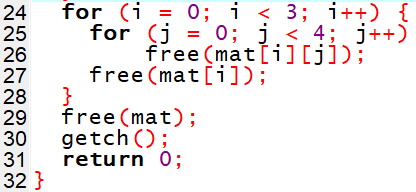 24 for (i = 0; i < 3; i++) {
25 for (j = 0; j < 4; j++)
26 free(mat[i][j]);
27 free(mat[i]);
28 }
29 free(mat);
30 getch();
31 return 0;
32 }